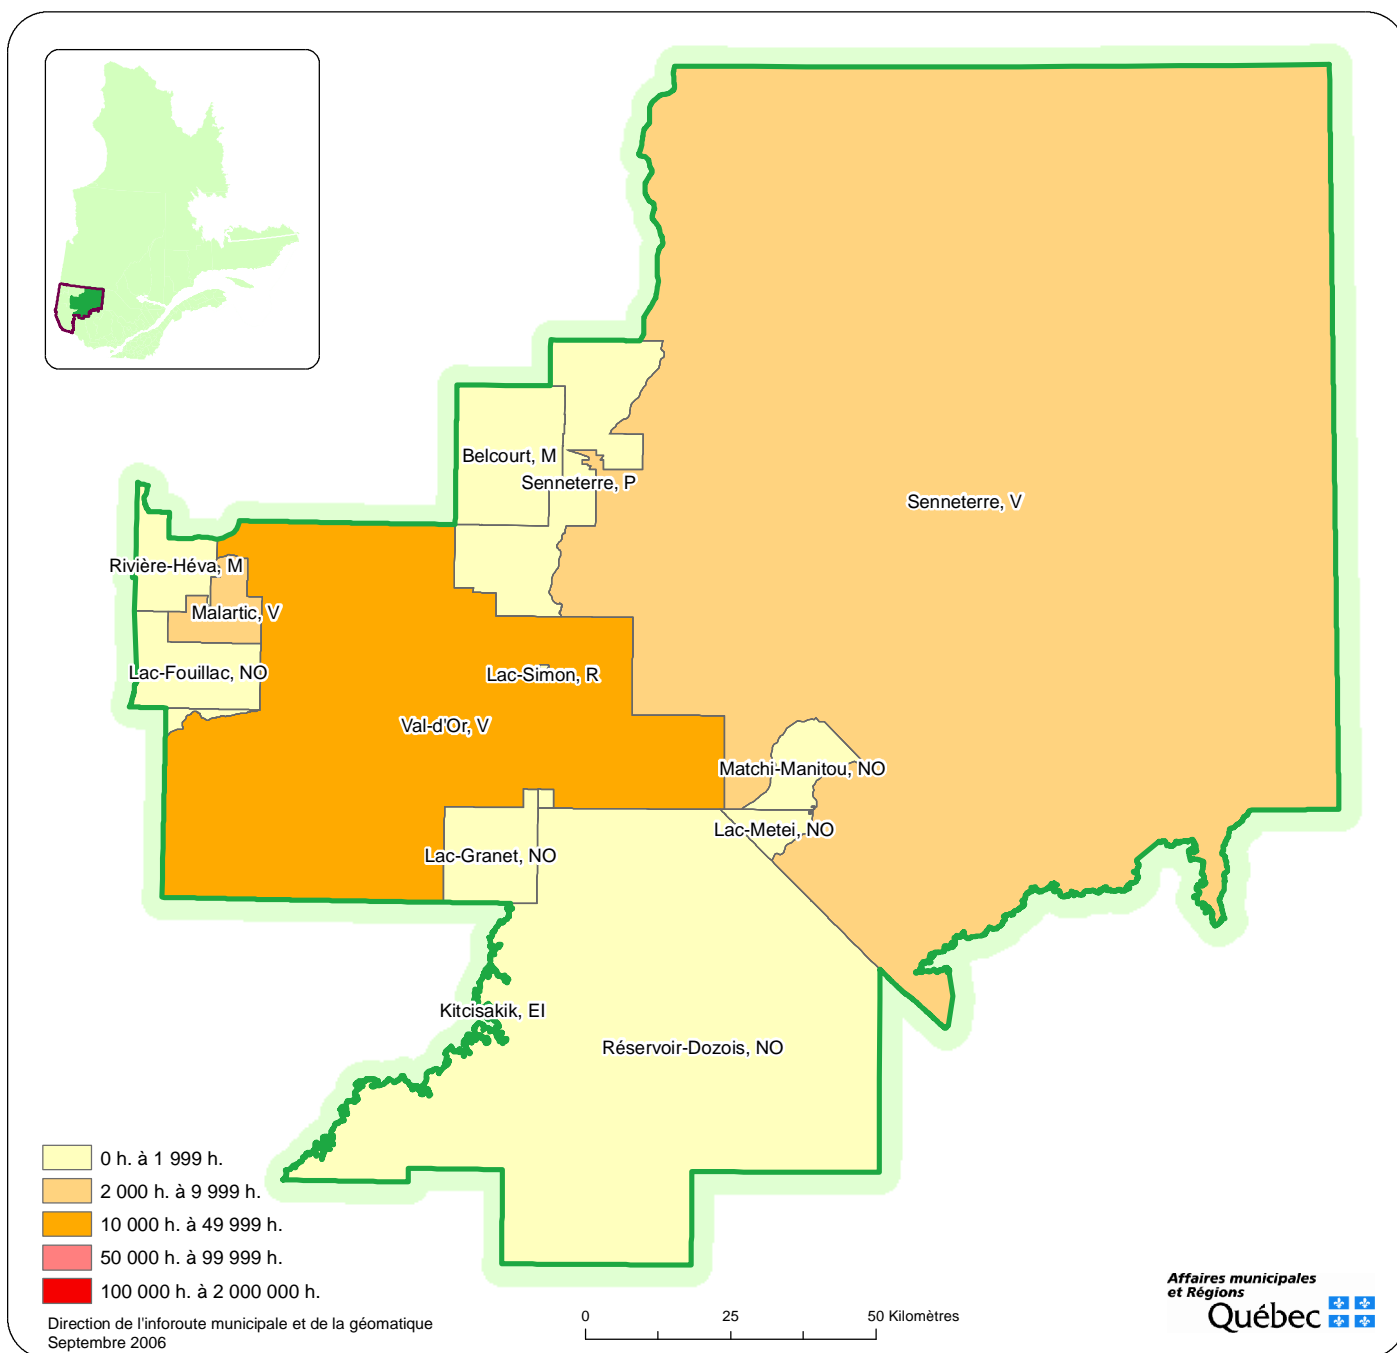 Belcourt, M
Senneterre, P
Senneterre, V
Rivière-Héva, M
Malartic, V
Lac-Fouillac, NO
Lac-Simon, R
Val-d'Or, V
Matchi-Manitou, NO
Lac-Metei, NO
Lac-Granet, NO
Kitcisakik, EI
Réservoir-Dozois, NO
0 h. à 1 999 h.
2 000 h. à 9 999 h.
10 000 h. à 49 999 h.
50 000 h. à 99 999 h.
100 000 h. à 2 000 000 h.
Direction de l'inforoute municipale et de la géomatique
Septembre 2006
0 25 50 Kilomètres
Affaires municipales
et Régions
Québec